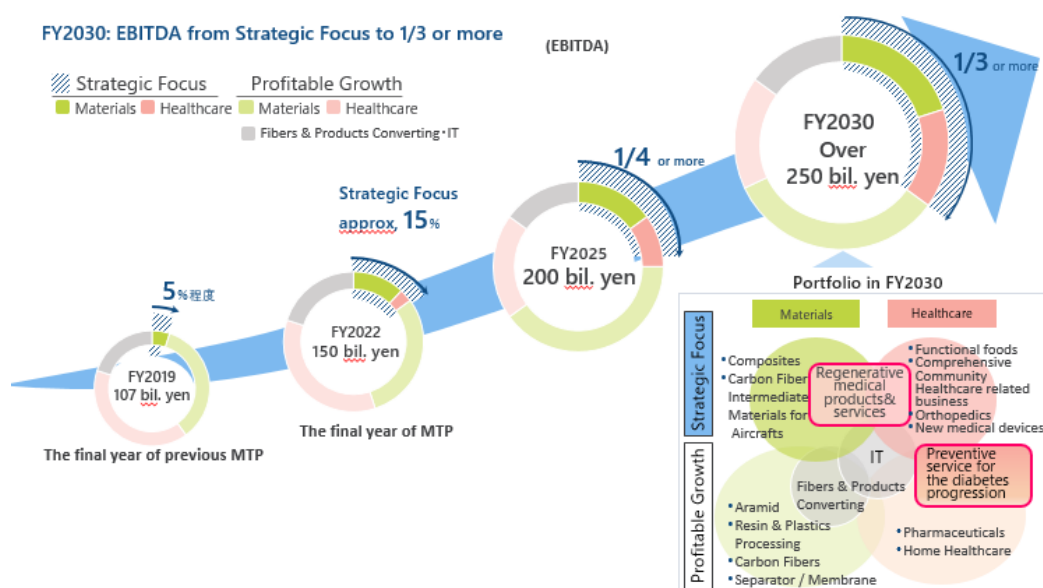 FY2030: EBITDA from Strategic Focus to 1/3 or more
(EBITDA)
Strategic Focus
Profitable Growth
Materials
Healthcare
Materials
Healthcare
Fibers & Products Converting・IT
5%程度
FY2019
107 bil. yen
The final year of previous MTP
Strategic Focus
approx, 15%
FY2022
150 bil. yen
The final year of MTP
1/4 or more
FY2025
200 bil. yen
1/3 or more
FY2030
Over
250 bil. yen
Portfolio in FY2030
Materials
Healthcare
Strategic Focus
•Composites
•Carbon Fiber
Intermediate
Materials for
Aircrafts
Regenerative
medical
products&
services
•Functional foods
•Comprehensive
Community
Healthcare related
business
•Orthopedics
•New medical devices
IT
Preventive
service for
the diabetes
progression
Fibers & Products
Converting
Profitable Growth
•Aramid
•Resin & Plastics
Processing
•Carbon Fibers
•Separator / Membrane
•Pharmaceuticals
•Home Healthcare